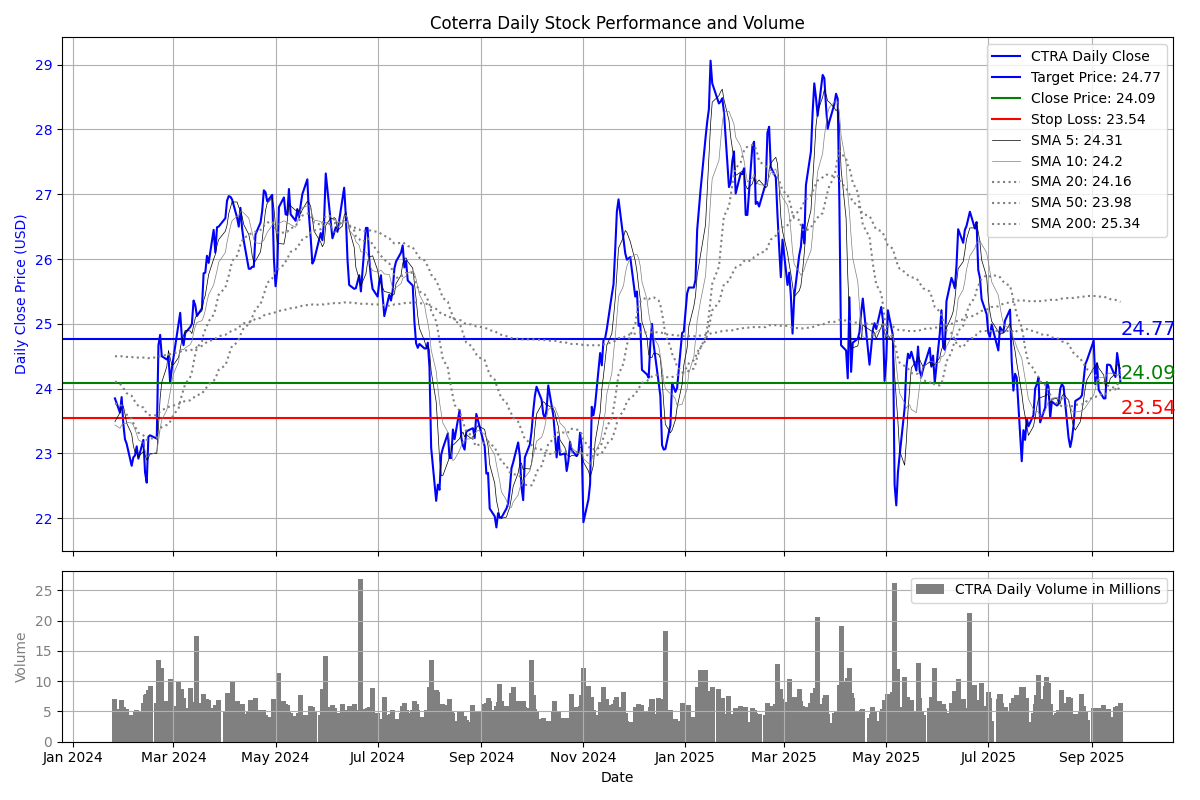 Coterra Daily Stock Performance and Volume
Daily Close Price (USD)
29
28
27
26
25
24
23
22
CTRA Daily Close
Target Price: 24.77
Close Price: 24.09
Stop Loss: 23.54
SMA 5: 24.31
SMA 10: 24.2
SMA 20: 24.16
SMA 50: 23.98
SMA 200: 25.34
24.77
24.09
23.54
Volume
25
20
15
10
5
0
CTRA Daily Volume in Millions
Jan 2024 Mar 2024 May 2024 Jul 2024 Sep 2024 Nov 2024 Jan 2025 Mar 2025 May 2025 Jul 2025 Sep 2025
Date